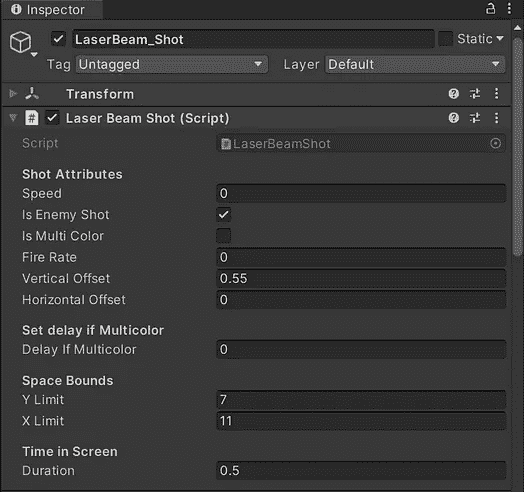 Inspector
LaserBeam_Shot Static
Tag Untagged Layer Default
Transform
# Laser Beam Shot (Script)
Script # LaserBeamShot
Shot Attributes
Speed 0
Is Enemy Shot
Is Multi Color
Fire Rate 0
Vertical Offset 0.55
Horizontal Offset 0
Set delay if Multicolor
Delay If Multicolor 0
Space Bounds
Y Limit 7
X Limit 11
Time in Screen
Duration 0.5